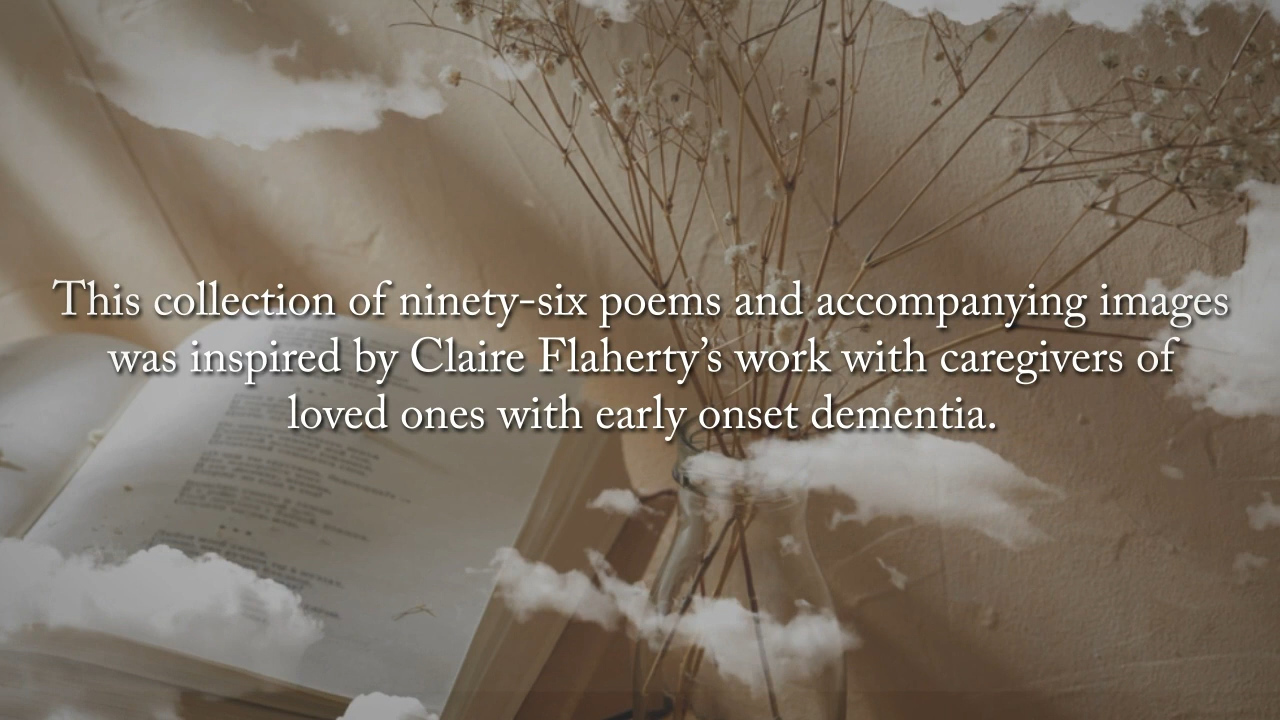 This collection of ninety-six poems and accompanying images
was inspired by Claire Flaherty’s work with caregivers of
loved ones with early onset dementia.